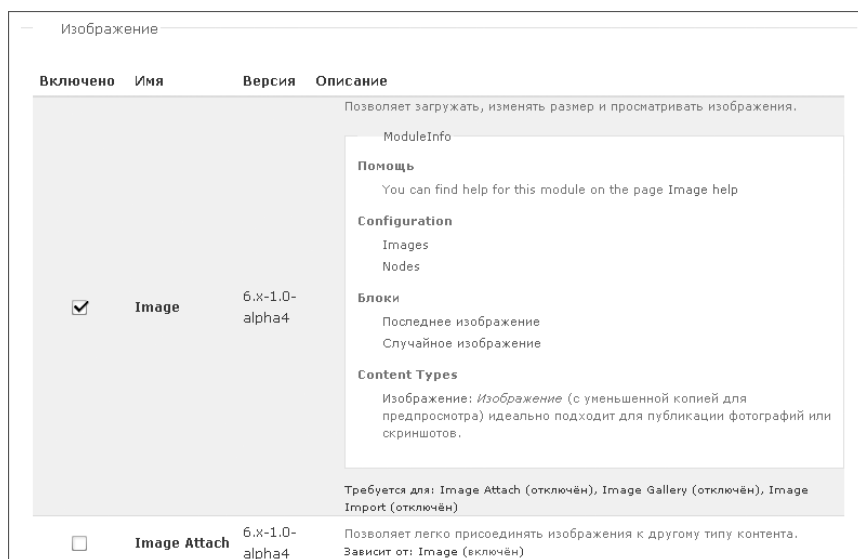 Изображение
Включено Имя Версия Описание
Позволяет загружать, изменять размер и просматривать изображения.
ModuleInfo
Помощь
You can find help for this module on the page Image help
Configuration
Images
Nodes
Image 6.x-1.0-
alpha4
Блоки
Последнее изображение
Случайное изображение
Content Types
Изображение: Изображение (с уменьшенной копией для
предпросмотра) идеально подходит для публикации фотографий или
скриншотов.
Требуется для: Image Attach (отключён), Image Gallery (отключён), Image
Import (отключён)
Image Attach 6.x-1.0-
alpha4
Позволяет легко присоединять изображения к другому типу контента.
Зависит от: Image (включён)